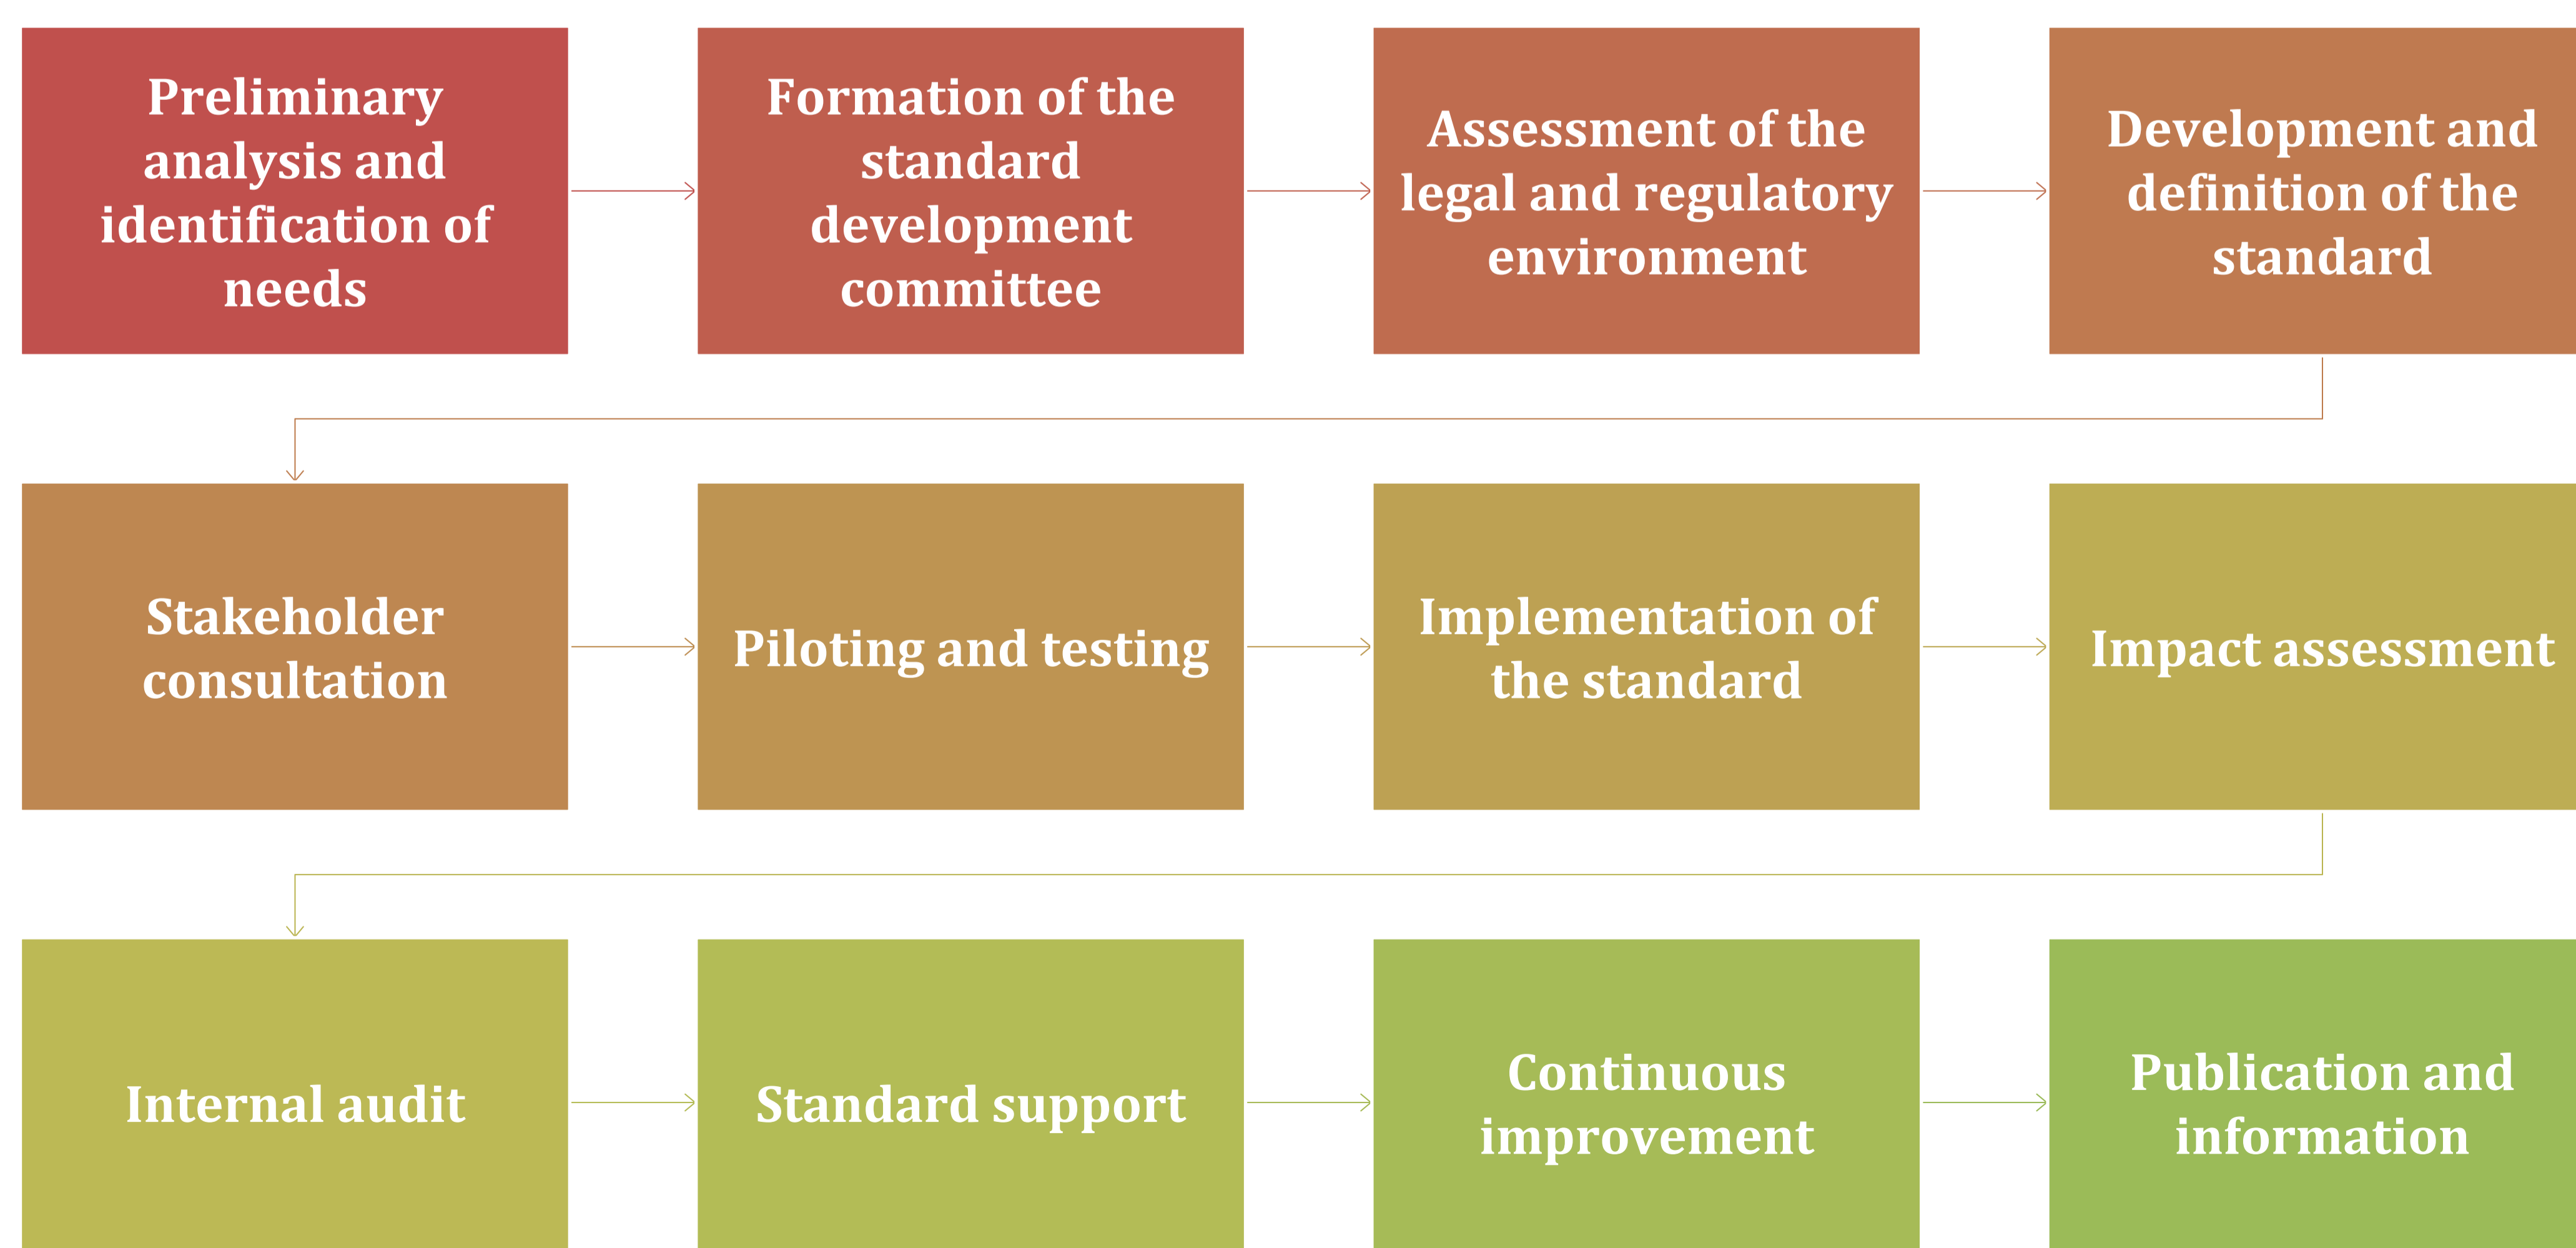 Preliminary
analysis and
identification of
needs
Formation of the
standard
development
committee
Assessment of the
legal and regulatory
environment
Development and
definition of the
standard
Stakeholder
consultation
Piloting and testing
Implementation of
the standard
Impact assessment
Internal audit
Standard support
Continuous
improvement
Publication and
information